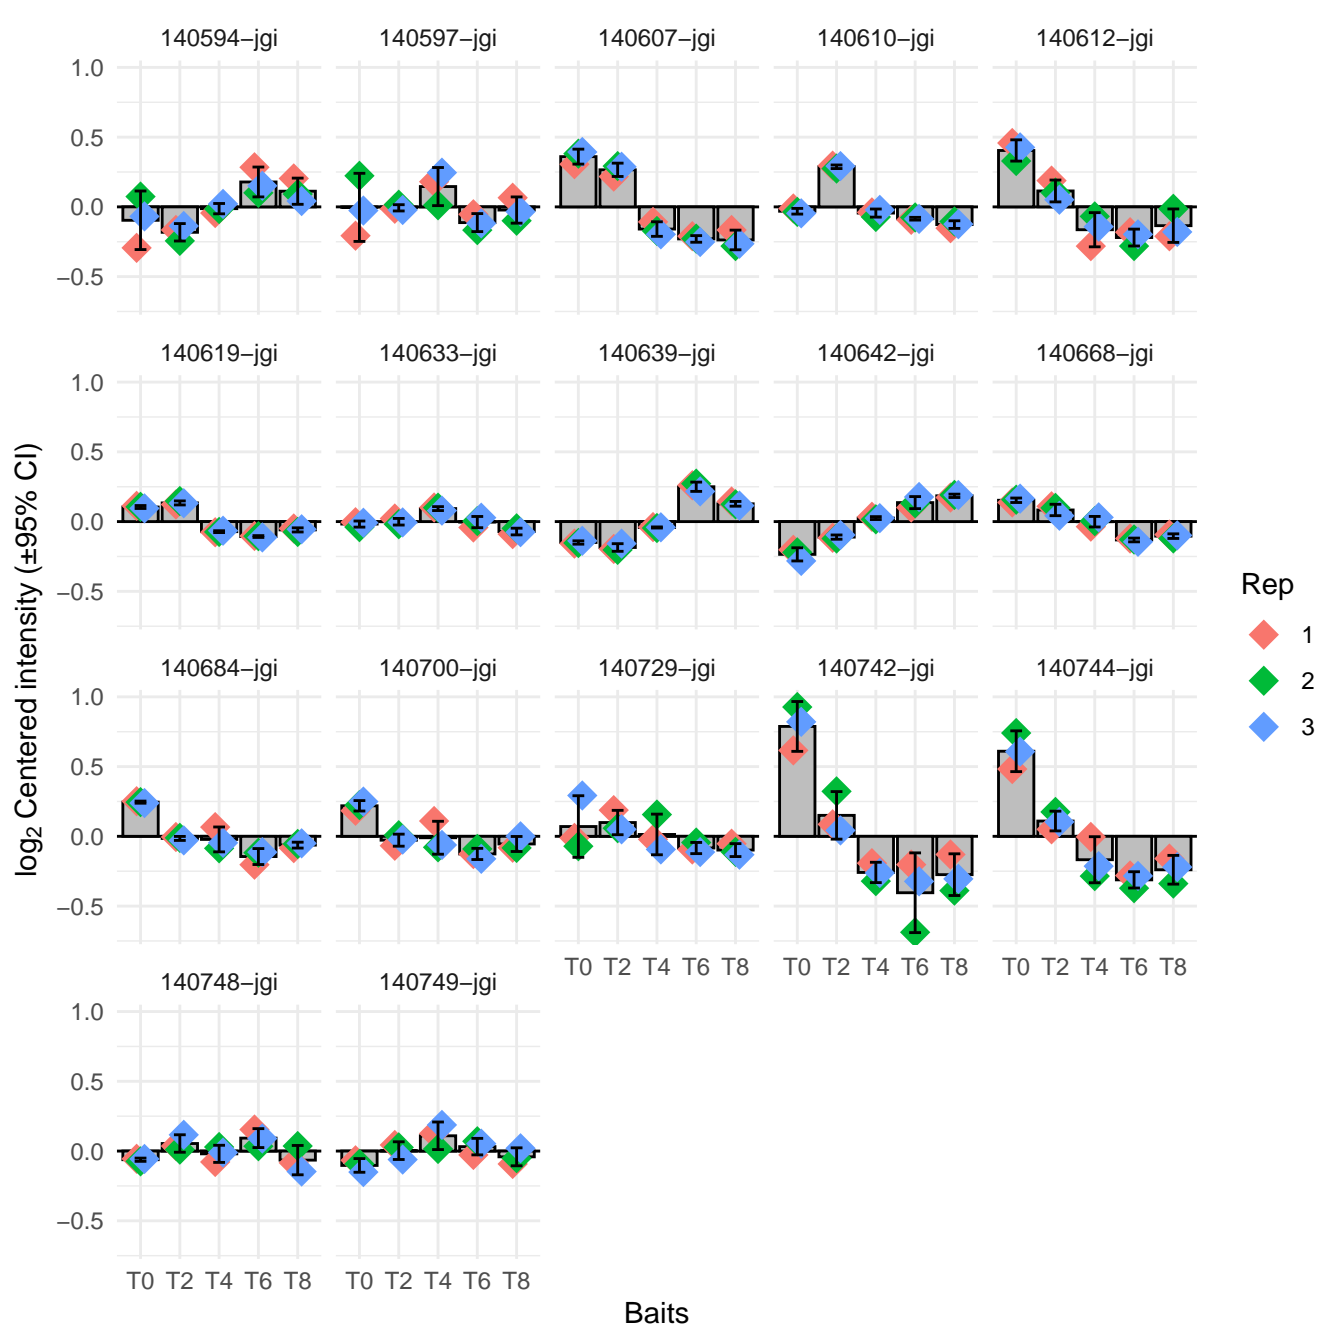 140594−jgi 140597−jgi 140607−jgi 140610−jgi 140612−jgi
1.0
0.5
0.0
−0.5
140619−jgi 140633−jgi 140639−jgi 140642−jgi 140668−jgi
1.0
0.5
0.0
−0.5
140684−jgi 140700−jgi 140729−jgi 140742−jgi 140744−jgi
1.0
0.5
0.0
−0.5
T0 T2 T4 T6 T8 T0 T2 T4 T6 T8 T0 T2 T4 T6 T8
140748−jgi 140749−jgi
1.0
0.5
0.0
−0.5
T0 T2 T4 T6 T8 T0 T2 T4 T6 T8
Baits
log₂ Centered intensity (±95% CI)
Rep
1
2
3